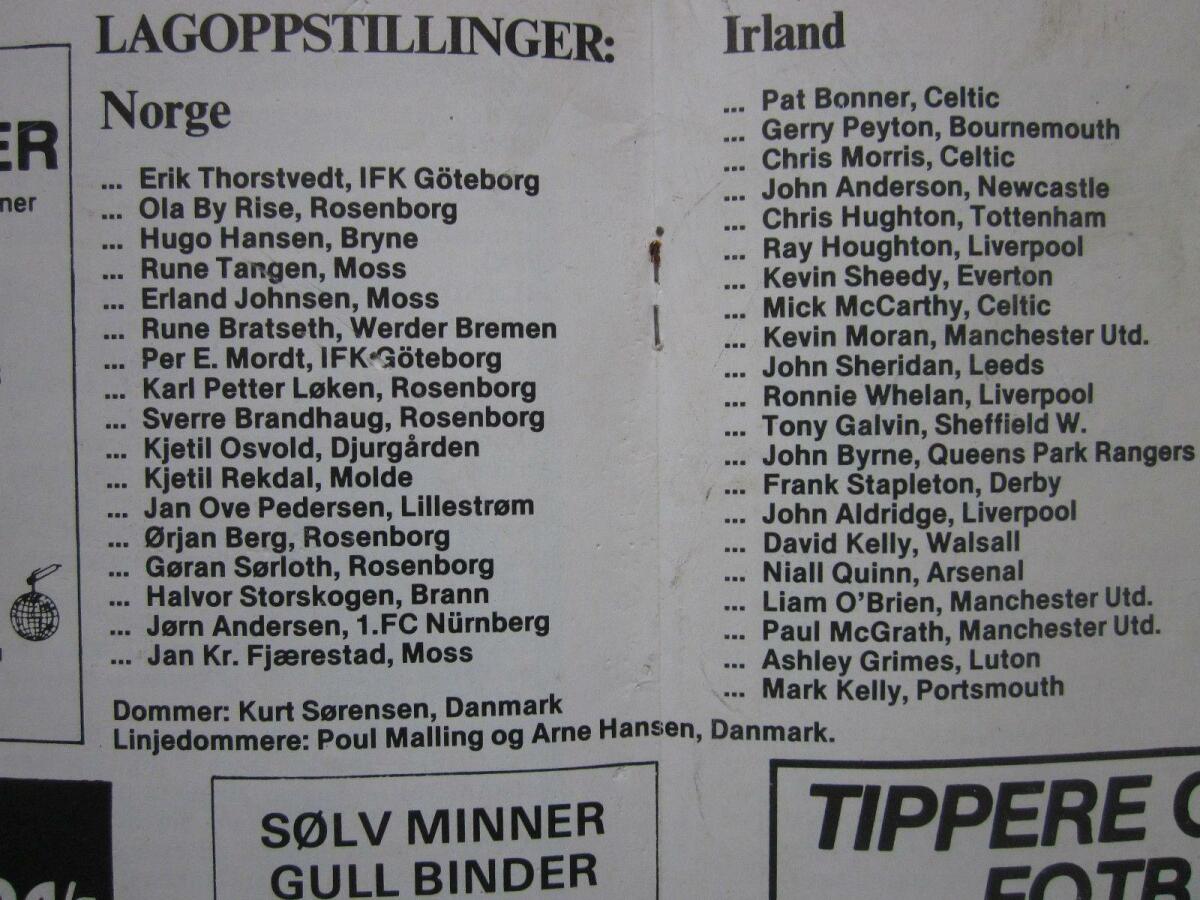 LAGOPPSTILLINGER:
Norge
... Erik Thorstvedt, IFK Göteborg
... Ola By Rise, Rosenborg
... Hugo Hansen, Bryne
... Rune Tangen, Moss
... Erland Johnsen, Moss
... Rune Bratseth, Werder Bremen
... Per E. Mordt, IFK Göteborg
... Karl Petter Løken, Rosenborg
... Sverre Brandhaug, Rosenborg
... Kjetil Osvold, Djurgården
... Kjetil Rekdal, Molde
... Jan Ove Pedersen, Lillestrøm
... Ørjan Berg, Rosenborg
... Gøran Sørloth, Rosenborg
... Halvor Storskogen, Brann
... Jørn Andersen, 1.FC Nürnberg
... Jan Kr. Fjærestad, Moss
Dommer: Kurt Sørensen, Danmark
Linjedommere: Poul Malling og Arne Hansen, Danmark.
Irland
... Pat Bonner, Celtic
... Gerry Peyton, Bournemouth
... Chris Morris, Celtic
... John Anderson, Newcastle
... Chris Hughton, Tottenham
... Ray Houghton, Liverpool
... Kevin Sheedy, Everton
... Mick McCarthy, Celtic
... Kevin Moran, Manchester Utd.
... John Sheridan, Leeds
... Ronnie Whelan, Liverpool
... Tony Galvin, Sheffield W.
... John Byrne, Queens Park Rangers
... Frank Stapleton, Derby
... John Aldridge, Liverpool
... David Kelly, Walsall
... Niall Quinn, Arsenal
... Liam O'Brien, Manchester Utd.
... Paul McGrath, Manchester Utd.
... Ashley Grimes, Luton
... Mark Kelly, Portsmouth
ER
ner
SØLV MINNER
GULL BINDER
TIPPERE
FOTB